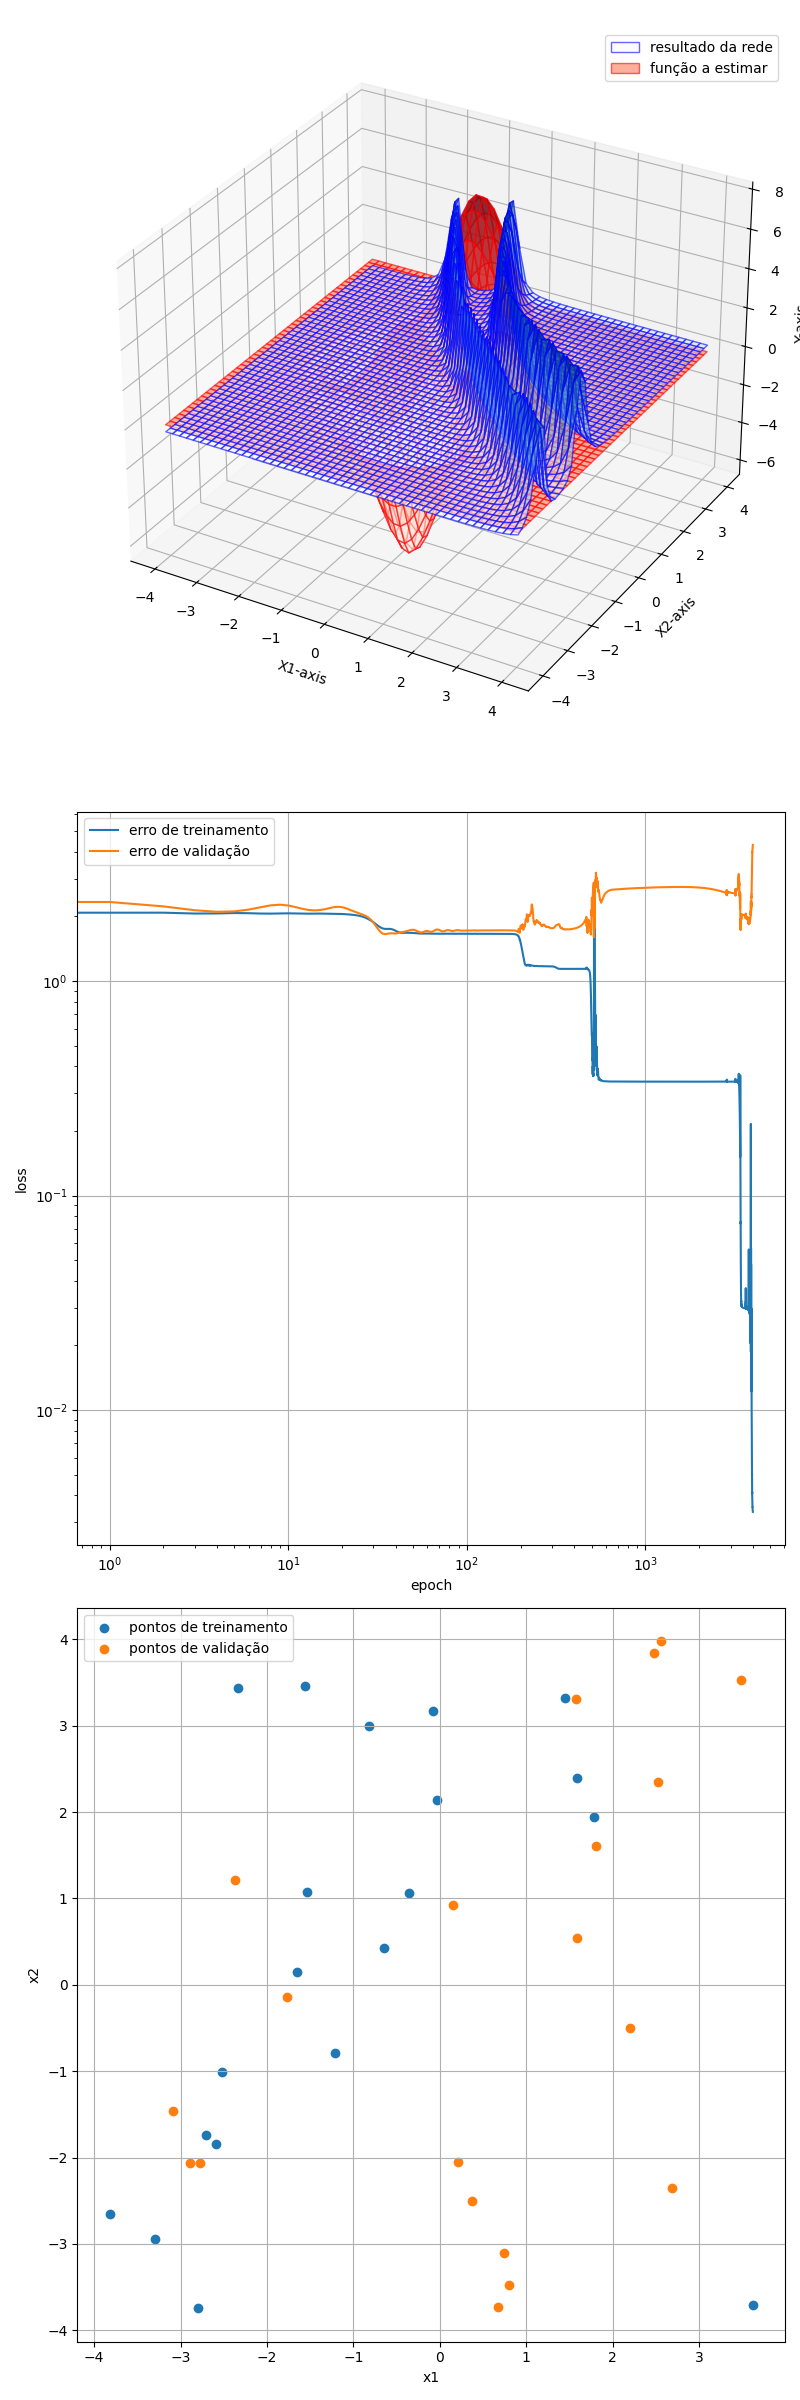 resultado da rede
função a estimar
8
6
4
2
0
−2
−4
−6
−4
−3
−2
−1
0
1
2
3
4
X1-axis
−4
−3
−2
−1
0
1
2
3
4
X2-axis
erro de treinamento
erro de validação
10⁰
10⁻¹
10⁻²
loss
10⁰ 10¹ 10² 10³
epoch
pontos de treinamento
pontos de validação
4
3
2
1
0
−1
−2
−3
−4
x2
−4 −3 −2 −1 0 1 2 3
x1